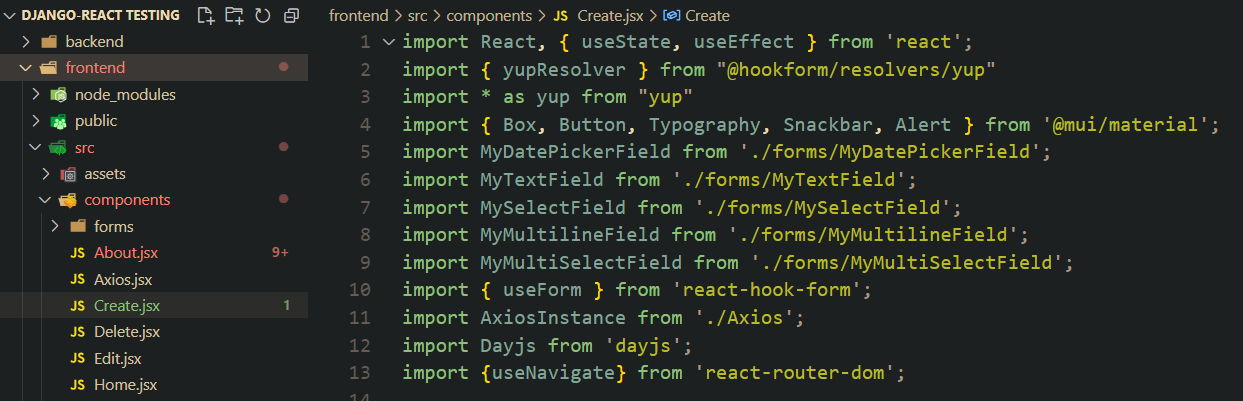 DJANGO-REACT TESTING
backend
frontend
node_modules
public
src
assets
components
forms
JS About.jsx 9+
JS Axios.jsx
JS Create.jsx 1
JS Delete.jsx
JS Edit.jsx
JS Home.jsx
frontend > src > components > JS Create.jsx > Create
1 import React, { useState, useEffect } from 'react';
2 import { yupResolver } from "@hookform/resolvers/yup"
3 import * as yup from "yup"
4 import { Box, Button, Typography, Snackbar, Alert } from '@mui/material';
5 import MyDatePickerField from './forms/MyDatePickerField';
6 import MyTextField from './forms/MyTextField';
7 import MySelectField from './forms/MySelectField';
8 import MyMultilineField from './forms/MyMultilineField';
9 import MyMultiSelectField from './forms/MyMultiSelectField';
10 import { useForm } from 'react-hook-form';
11 import AxiosInstance from './Axios';
12 import Dayjs from 'dayjs';
13 import {useNavigate} from 'react-router-dom';
14